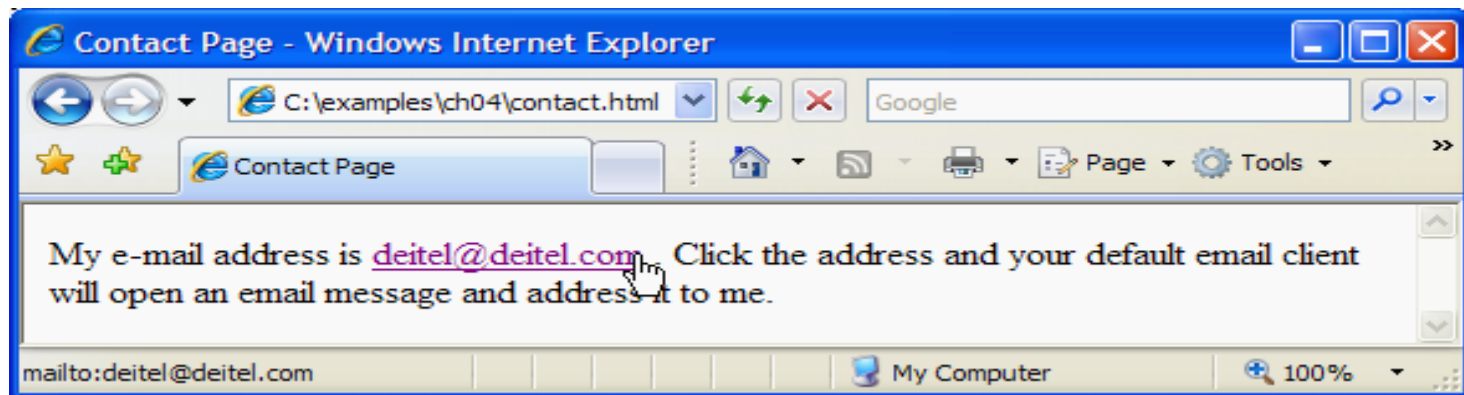 Contact Page - Windows Internet Explorer
C:\examples\ch04\contact.html Google
Contact Page Page Tools »
My e-mail address is deitel@deitel.com . Click the address and your default email client
will open an email message and address it to me.
mailto:deitel@deitel.com My Computer 100%